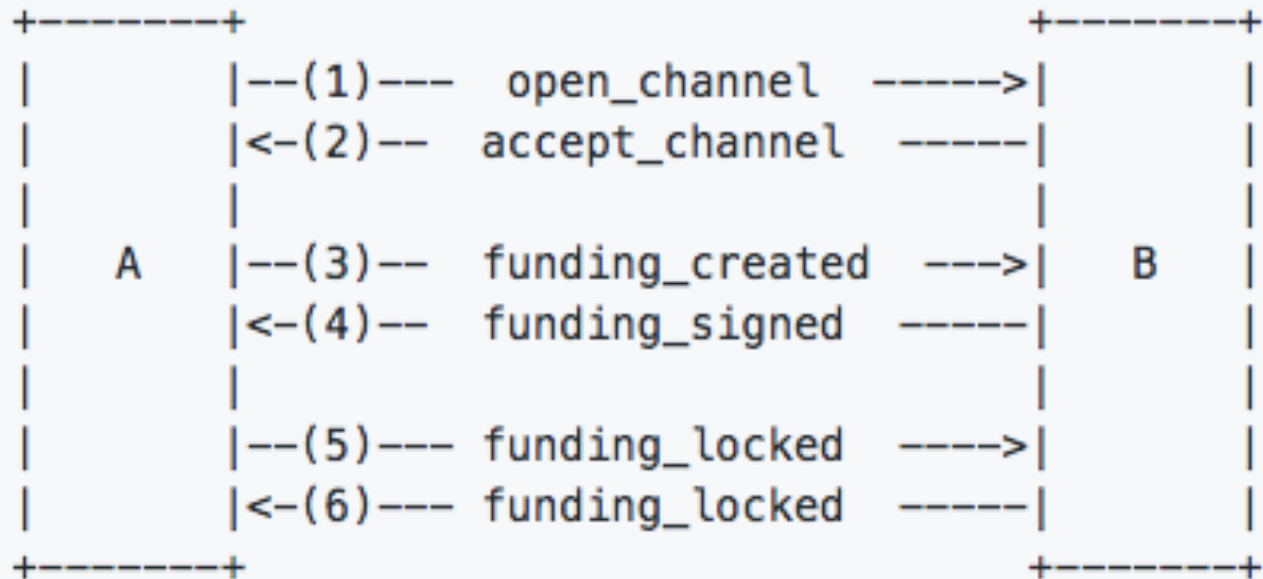 +-------+                              +-------+
|       |--(1)---  open_channel  ----->|       |
|       |<-(2)--  accept_channel  -----|       |
|       |                              |       |
|   A   |--(3)--  funding_created  --->|   B   |
|       |<-(4)--  funding_signed  -----|       |
|       |                              |       |
|       |--(5)--- funding_locked  ---->|       |
|       |<-(6)--- funding_locked  -----|       |
+-------+                              +-------+